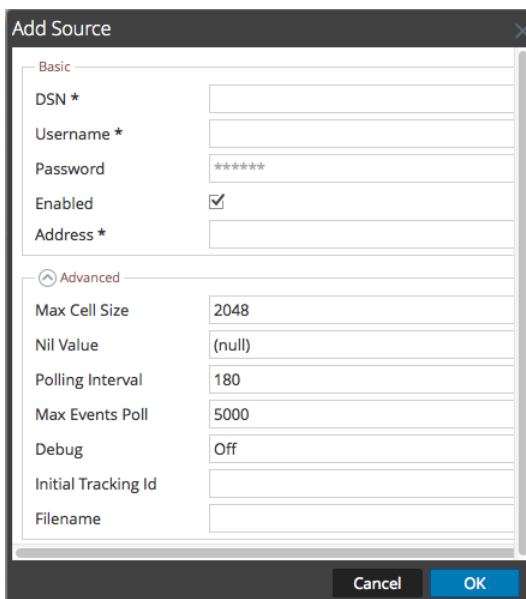 Add Source
Basic
DSN *
Username *
Password ******
Enabled
Address *
Advanced
Max Cell Size 2048
Nil Value (null)
Polling Interval 180
Max Events Poll 5000
Debug Off
Initial Tracking Id
Filename
Cancel OK